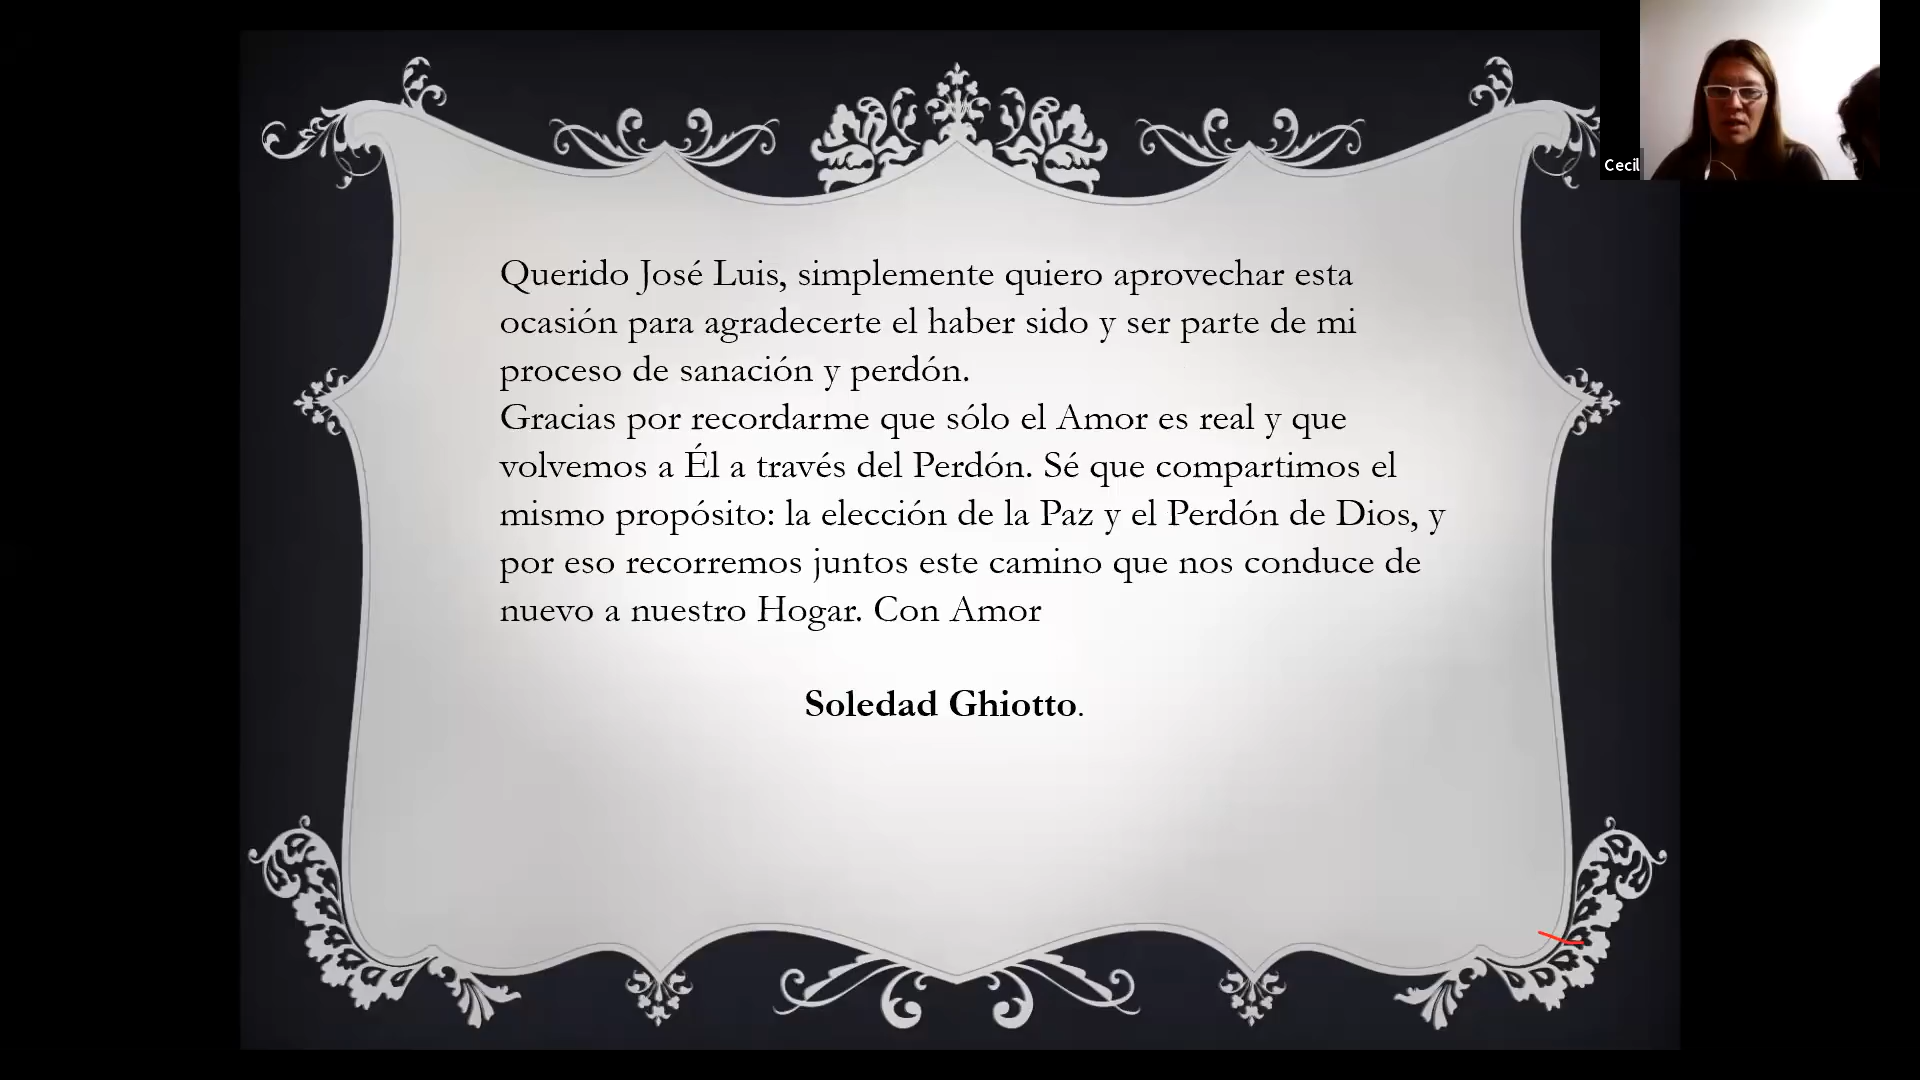 Querido José Luis, simplemente quiero aprovechar esta
ocasión para agradecerte el haber sido y ser parte de mi
proceso de sanación y perdón.
Gracias por recordarme que sólo el Amor es real y que
volvemos a Él a través del Perdón. Sé que compartimos el
mismo propósito: la elección de la Paz y el Perdón de Dios, y
por eso recorremos juntos este camino que nos conduce de
nuevo a nuestro Hogar. Con Amor
Soledad Ghiotto.
Cecil